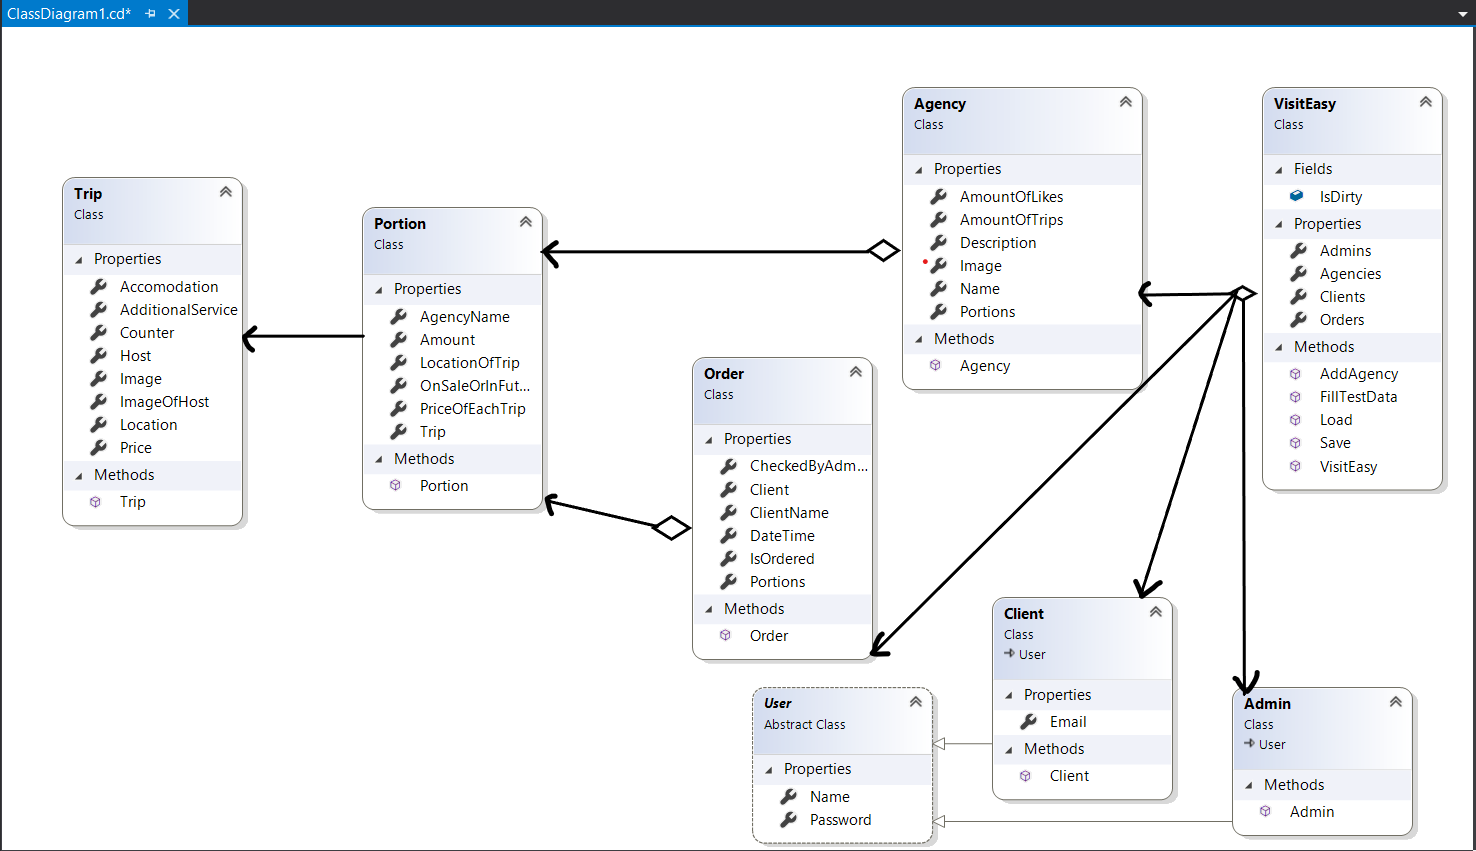 ClassDiagram1.cd*
Trip
Class
Properties
Accomodation
AdditionalService
Counter
Host
Image
ImageOfHost
Location
Price
Methods
Trip
Portion
Class
Properties
AgencyName
Amount
LocationOfTrip
OnSaleOrInFut...
PriceOfEachTrip
Trip
Methods
Portion
Order
Class
Properties
CheckedByAdm...
Client
ClientName
DateTime
IsOrdered
Portions
Methods
Order
Agency
Class
Properties
AmountOfLikes
AmountOfTrips
Description
Image
Name
Portions
Methods
Agency
VisitEasy
Class
Fields
IsDirty
Properties
Admins
Agencies
Clients
Orders
Methods
AddAgency
FillTestData
Load
Save
VisitEasy
User
Abstract Class
Properties
Name
Password
Client
Class
User
Properties
Email
Methods
Client
Admin
Class
User
Methods
Admin